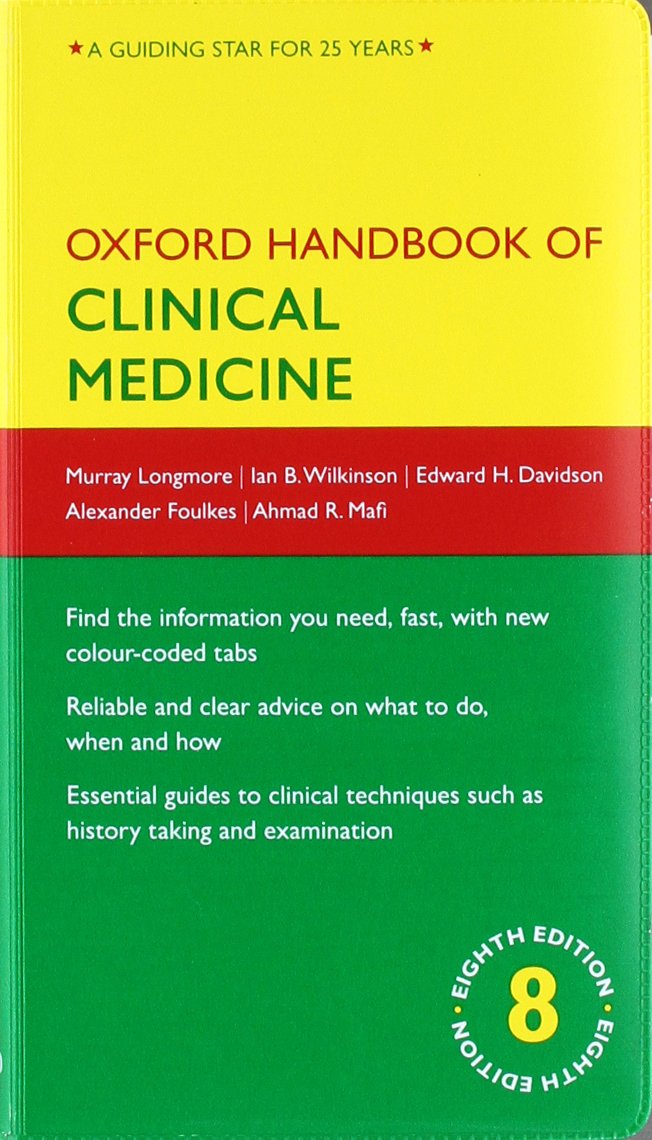 ★A GUIDING STAR FOR 25 YEARS★
OXFORD HANDBOOK OF
CLINICAL
MEDICINE
Murray Longmore | Ian B. Wilkinson | Edward H. Davidson
Alexander Foulkes | Ahmad R. Mafi
Find the information you need, fast, with new
colour-coded tabs
Reliable and clear advice on what to do,
when and how
Essential guides to clinical techniques such as
history taking and examination
EIGHTH EDITION · EIGHTH EDITION ·
8